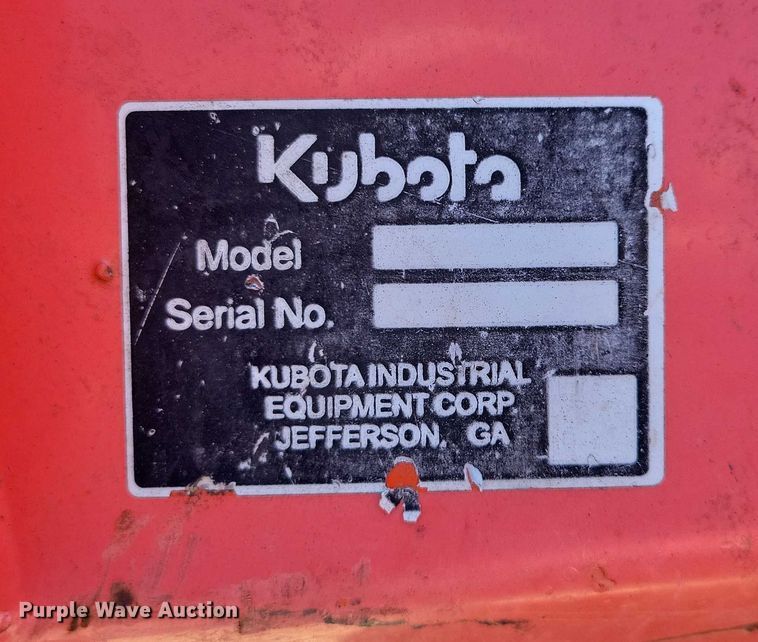 Kubota
Model
Serial No.
KUBOTA INDUSTRIAL
EQUIPMENT CORP.
JEFFERSON, GA
Purple Wave Auction